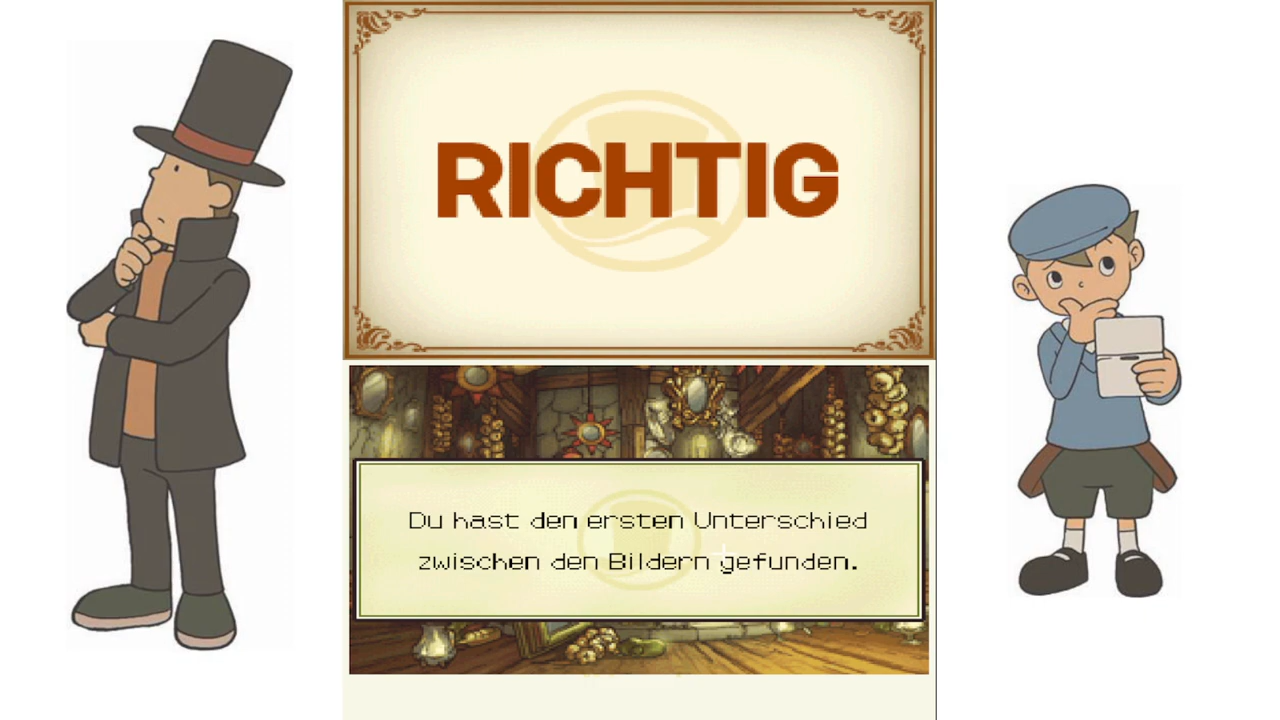 RICHTIG
Du hast den ersten Unterschied
zwischen den Bildern gefunden.